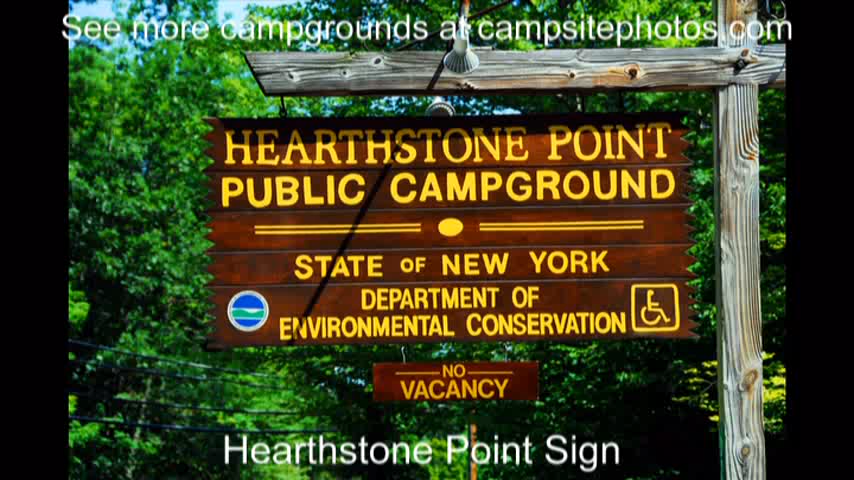 See more campgrounds at campsitephotos.com
HEARTHSTONE POINT
PUBLIC CAMPGROUND
STATE OF NEW YORK
DEPARTMENT OF
ENVIRONMENTAL CONSERVATION
NO
VACANCY
Hearthstone Point Sign